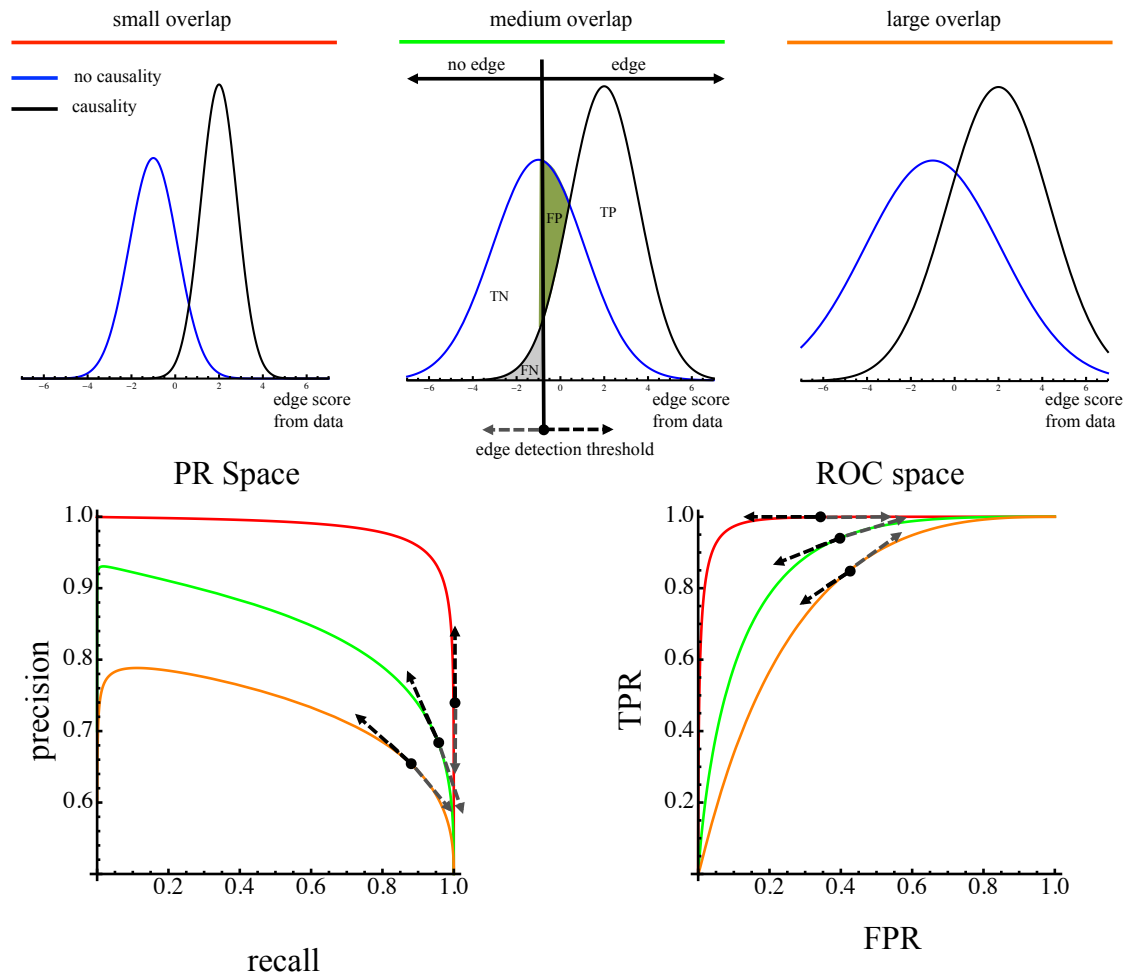 small overlap
medium overlap
large overlap
no causality
causality
no edge
edge
FP
TP
TN
FN
−6 −4 −2 0 2 4 6
−6 −4 0 2 4 6
−6 −4 −2 0 2 4 6
edge score
from data
edge score
from data
edge score
from data
edge detection threshold
PR Space
ROC space
1.0
0.9
0.8
0.7
0.6
precision
0.2 0.4 0.6 0.8 1.0
recall
1.0
0.8
0.6
0.4
0.2
0
TPR
0.2 0.4 0.6 0.8 1.0
FPR